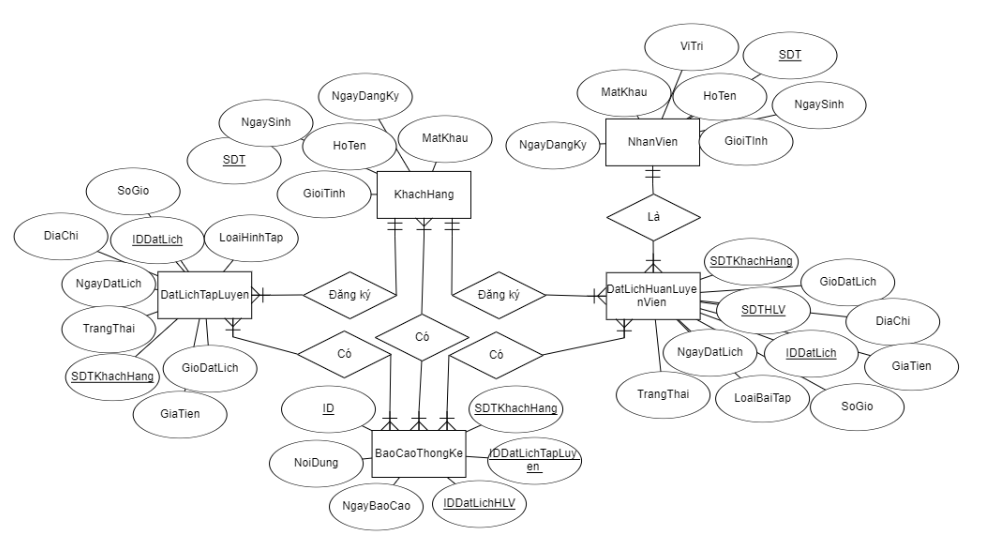 ViTri
SDT
MatKhau
HoTen
NgaySinh
NgayDangKy
NhanVien
GioiTInh
NgayDangKy
NgaySinh
HoTen
MatKhau
SDT
GioiTinh
KhachHang
SoGio
DiaChi
IDDatLich
LoaiHinhTap
NgayDatLich
DatLichTapLuyen
TrangThai
SDTKhachHang
GioDatLich
GiaTien
Là
Đăng ký
Đăng ký
Có
Có
Có
SDTKhachHang
DatLichHuanLuye
nVien
GioDatLich
SDTHLV
DiaChi
NgayDatLich
IDDatLich
GiaTien
TrangThai
LoaiBaiTap
SoGio
ID
SDTKhachHang
NoiDung
BaoCaoThongKe
IDDatLichTapLuy
en
NgayBaoCao
IDDatLichHLV